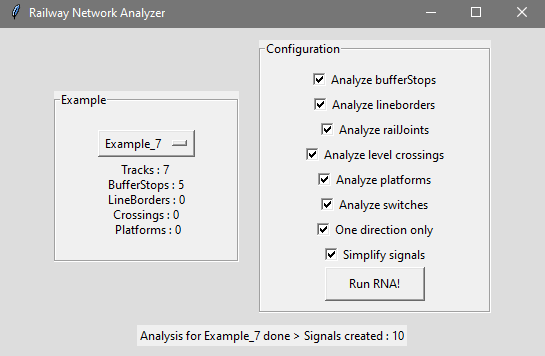 Railway Network Analyzer
Example
Example_7
Tracks : 7
BufferStops : 5
LineBorders : 0
Crossings : 0
Platforms : 0
Configuration
Analyze bufferStops
Analyze lineborders
Analyze railJoints
Analyze level crossings
Analyze platforms
Analyze switches
One direction only
Simplify signals
Run RNA!
Analysis for Example_7 done > Signals created : 10